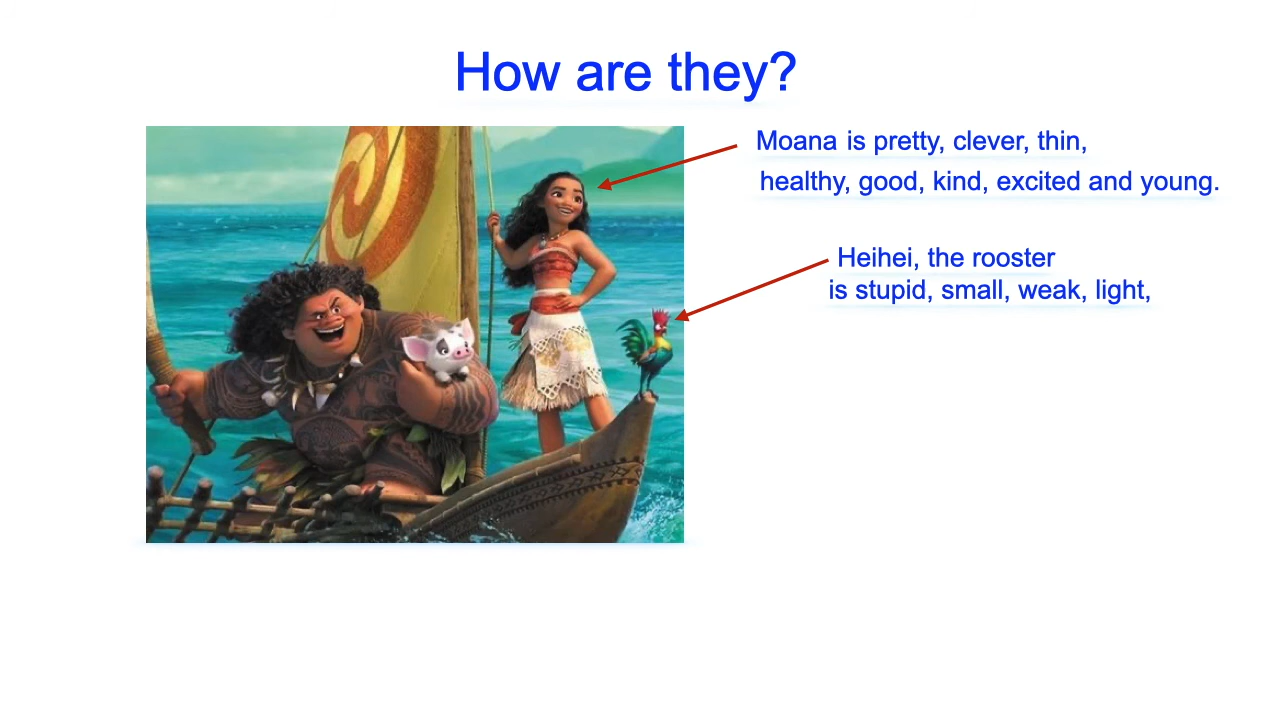 How are they?
Moana is pretty, clever, thin,
healthy, good, kind, excited and young.
Heihei, the rooster
is stupid, small, weak, light,